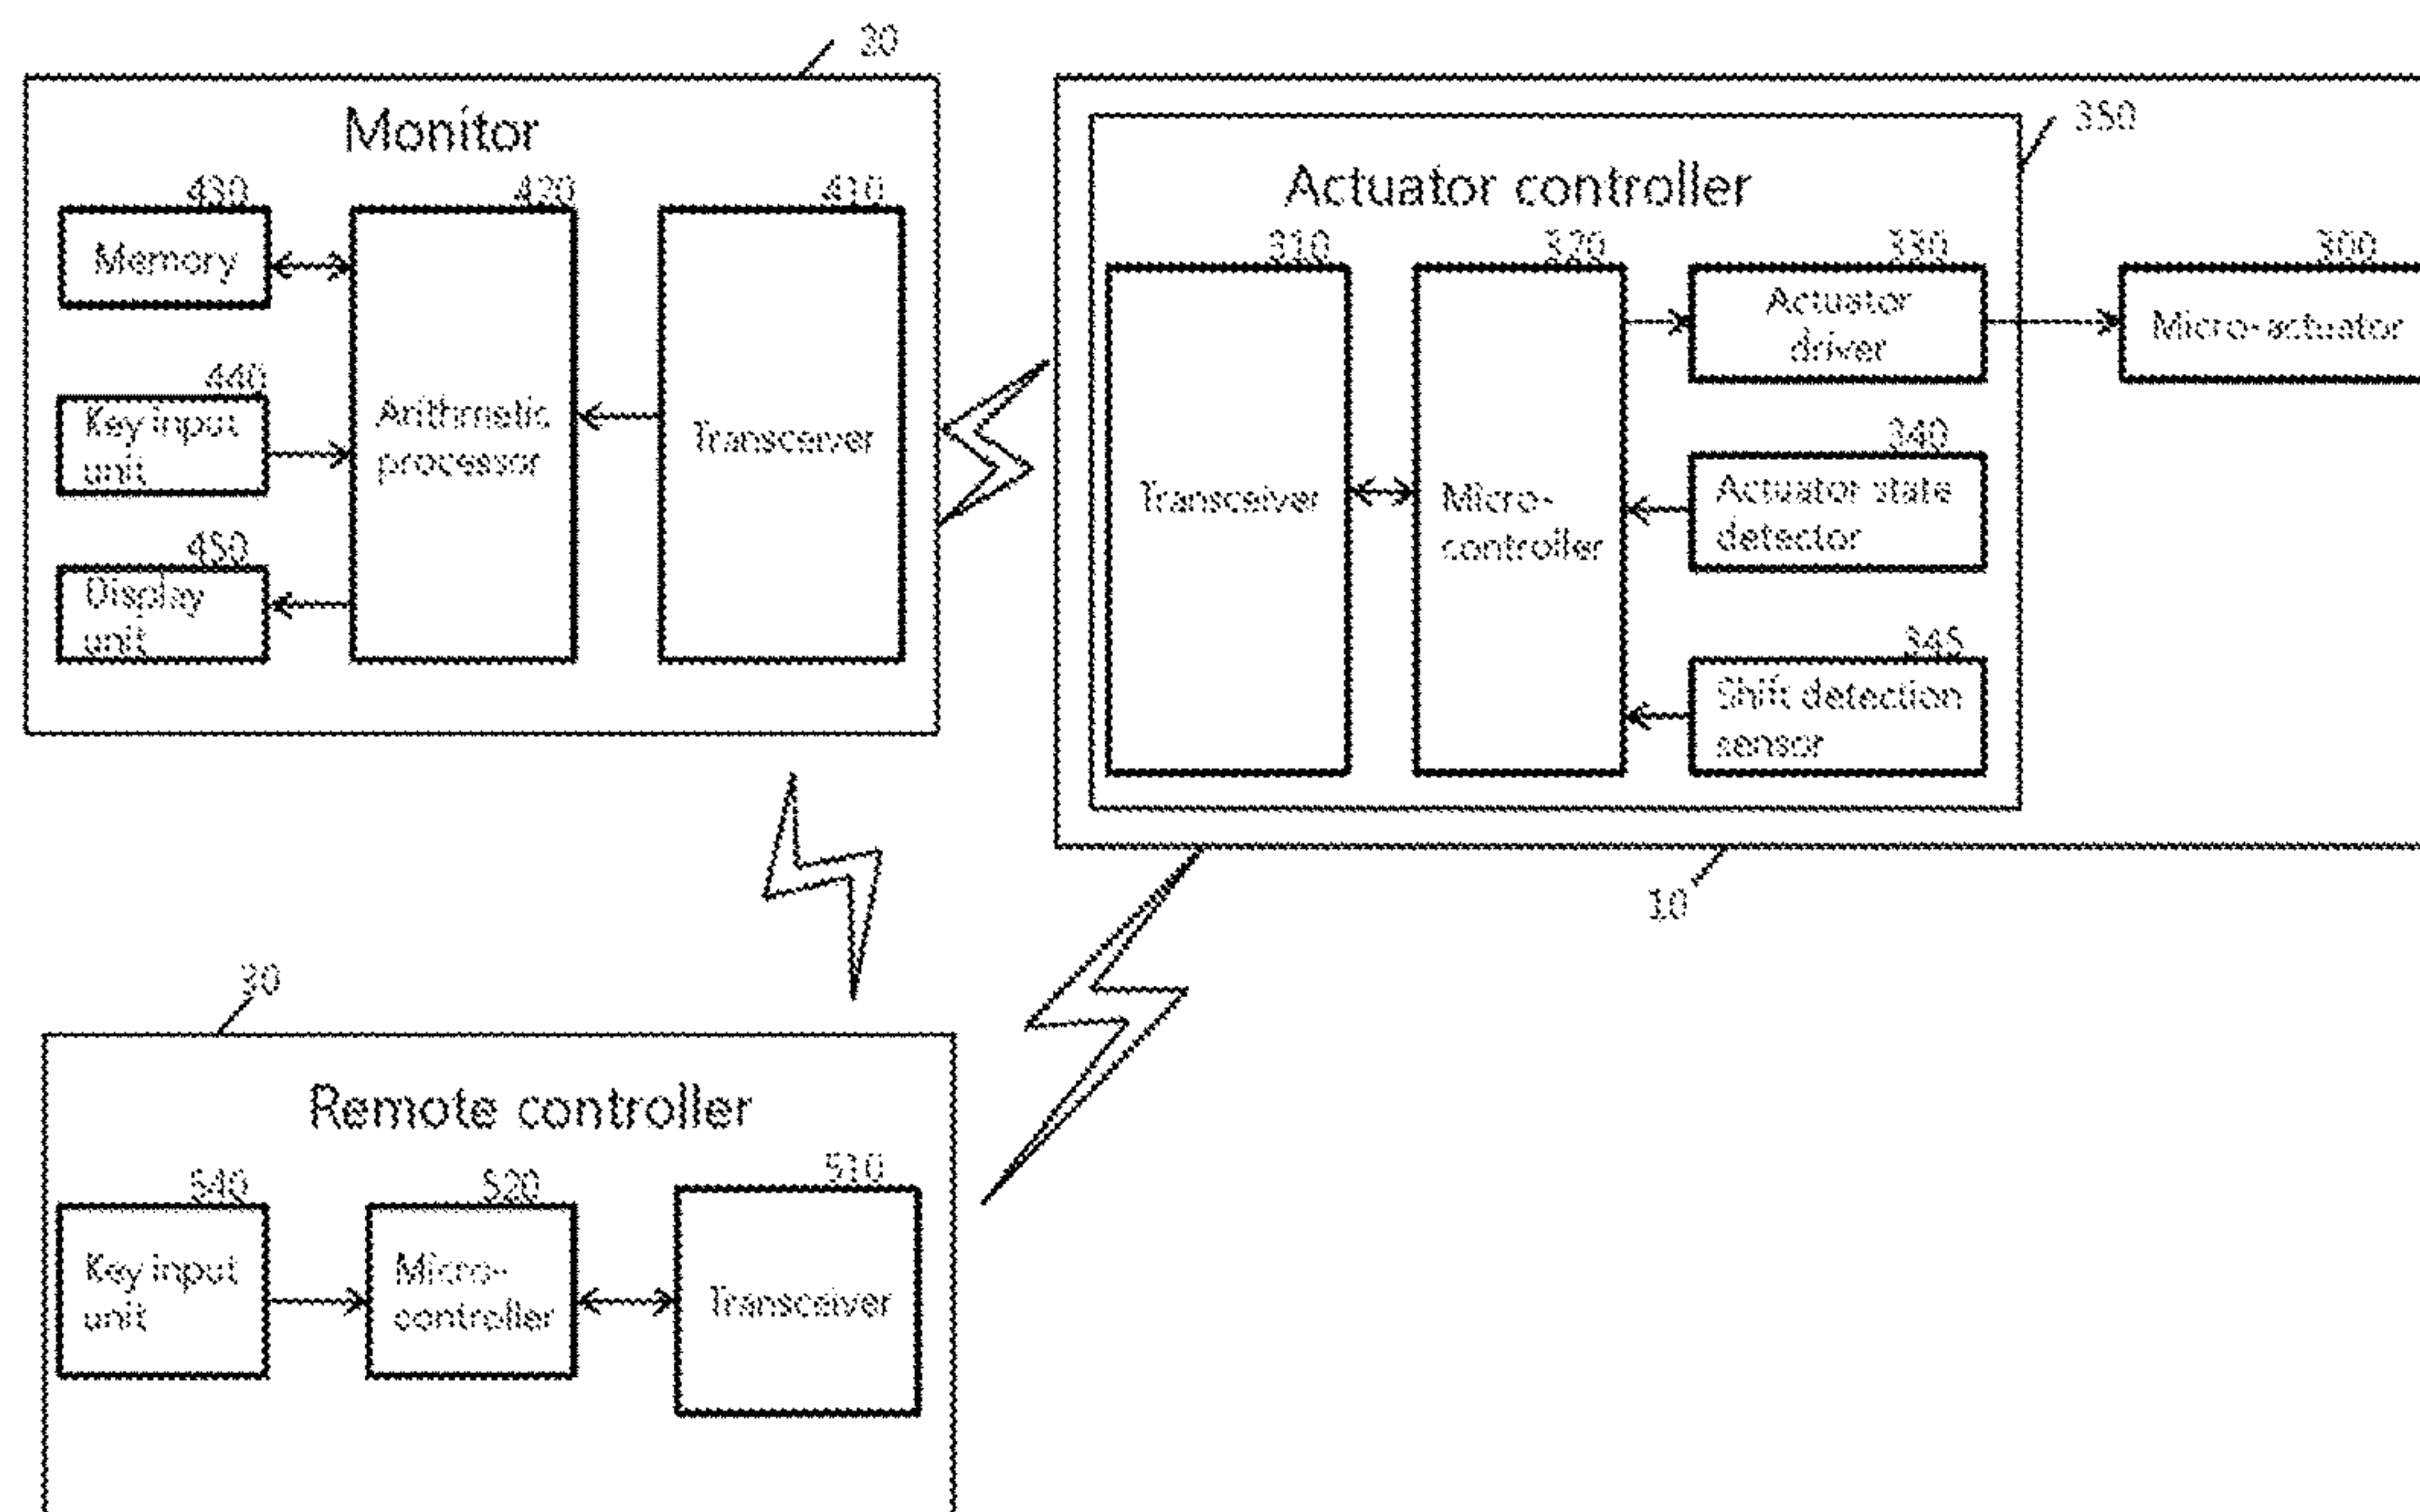 Monitor
430
420
410
Memory
440
Key input
unit
Arithmetic
processor
Transceiver
450
Display
unit
350
Actuator controller
310
320
330
300
Actuator
driver
Micro-actuator
340
Transceiver
Micro-
controller
Actuator state
detector
345
Shift detection
sensor
10
Remote controller
540
520
510
Key input
unit
Micro-
controller
Transceiver